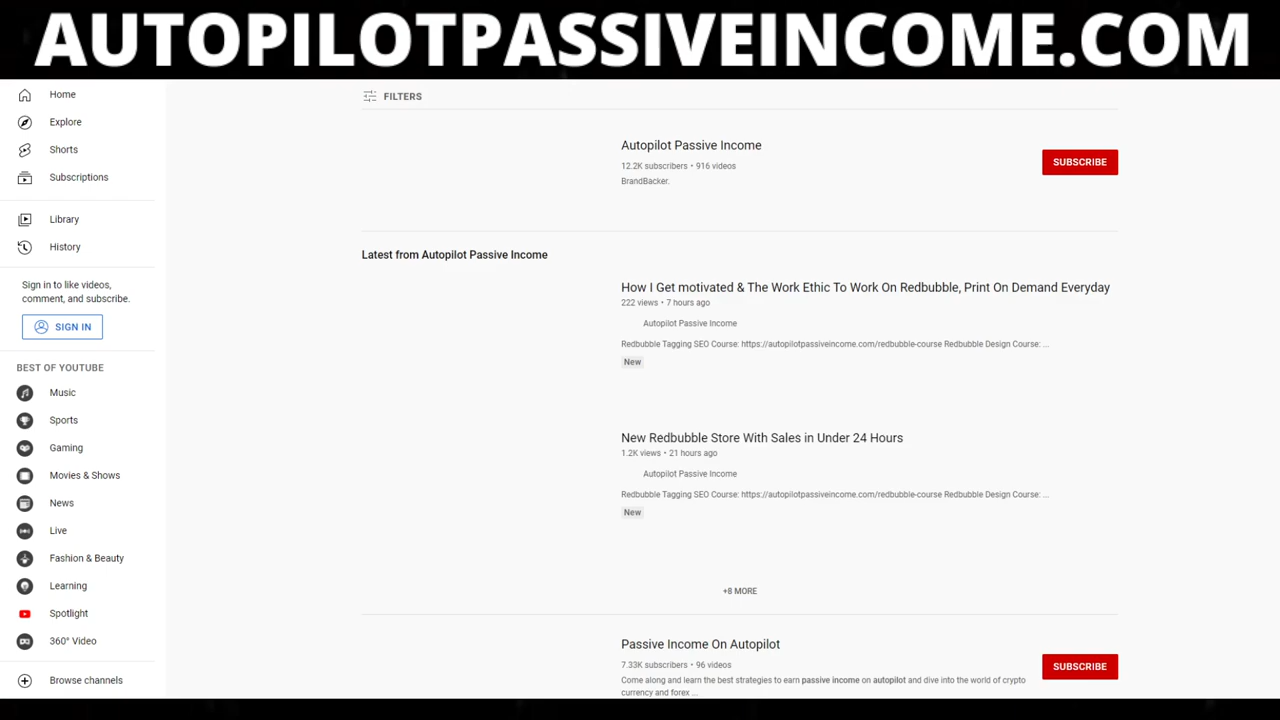 AUTOPILOTPASSIVEINCOME.COM
Home
Explore
Shorts
Subscriptions
Library
History
Sign in to like videos,
comment, and subscribe.
SIGN IN
BEST OF YOUTUBE
Music
Sports
Gaming
Movies & Shows
News
Live
Fashion & Beauty
Learning
Spotlight
360° Video
Browse channels
FILTERS
Autopilot Passive Income
12.2K subscribers • 916 videos
BrandBacker.
SUBSCRIBE
Latest from Autopilot Passive Income
How I Get motivated & The Work Ethic To Work On Redbubble, Print On Demand Everyday
222 views • 7 hours ago
Autopilot Passive Income
Redbubble Tagging SEO Course: https://autopilotpassiveincome.com/redbubble-course Redbubble Design Course: ...
New
New Redbubble Store With Sales in Under 24 Hours
1.2K views • 21 hours ago
Autopilot Passive Income
Redbubble Tagging SEO Course: https://autopilotpassiveincome.com/redbubble-course Redbubble Design Course: ...
New
+8 MORE
Passive Income On Autopilot
7.33K subscribers • 96 videos
Come along and learn the best strategies to earn passive income on autopilot and dive into the world of crypto
currency and forex ...
SUBSCRIBE